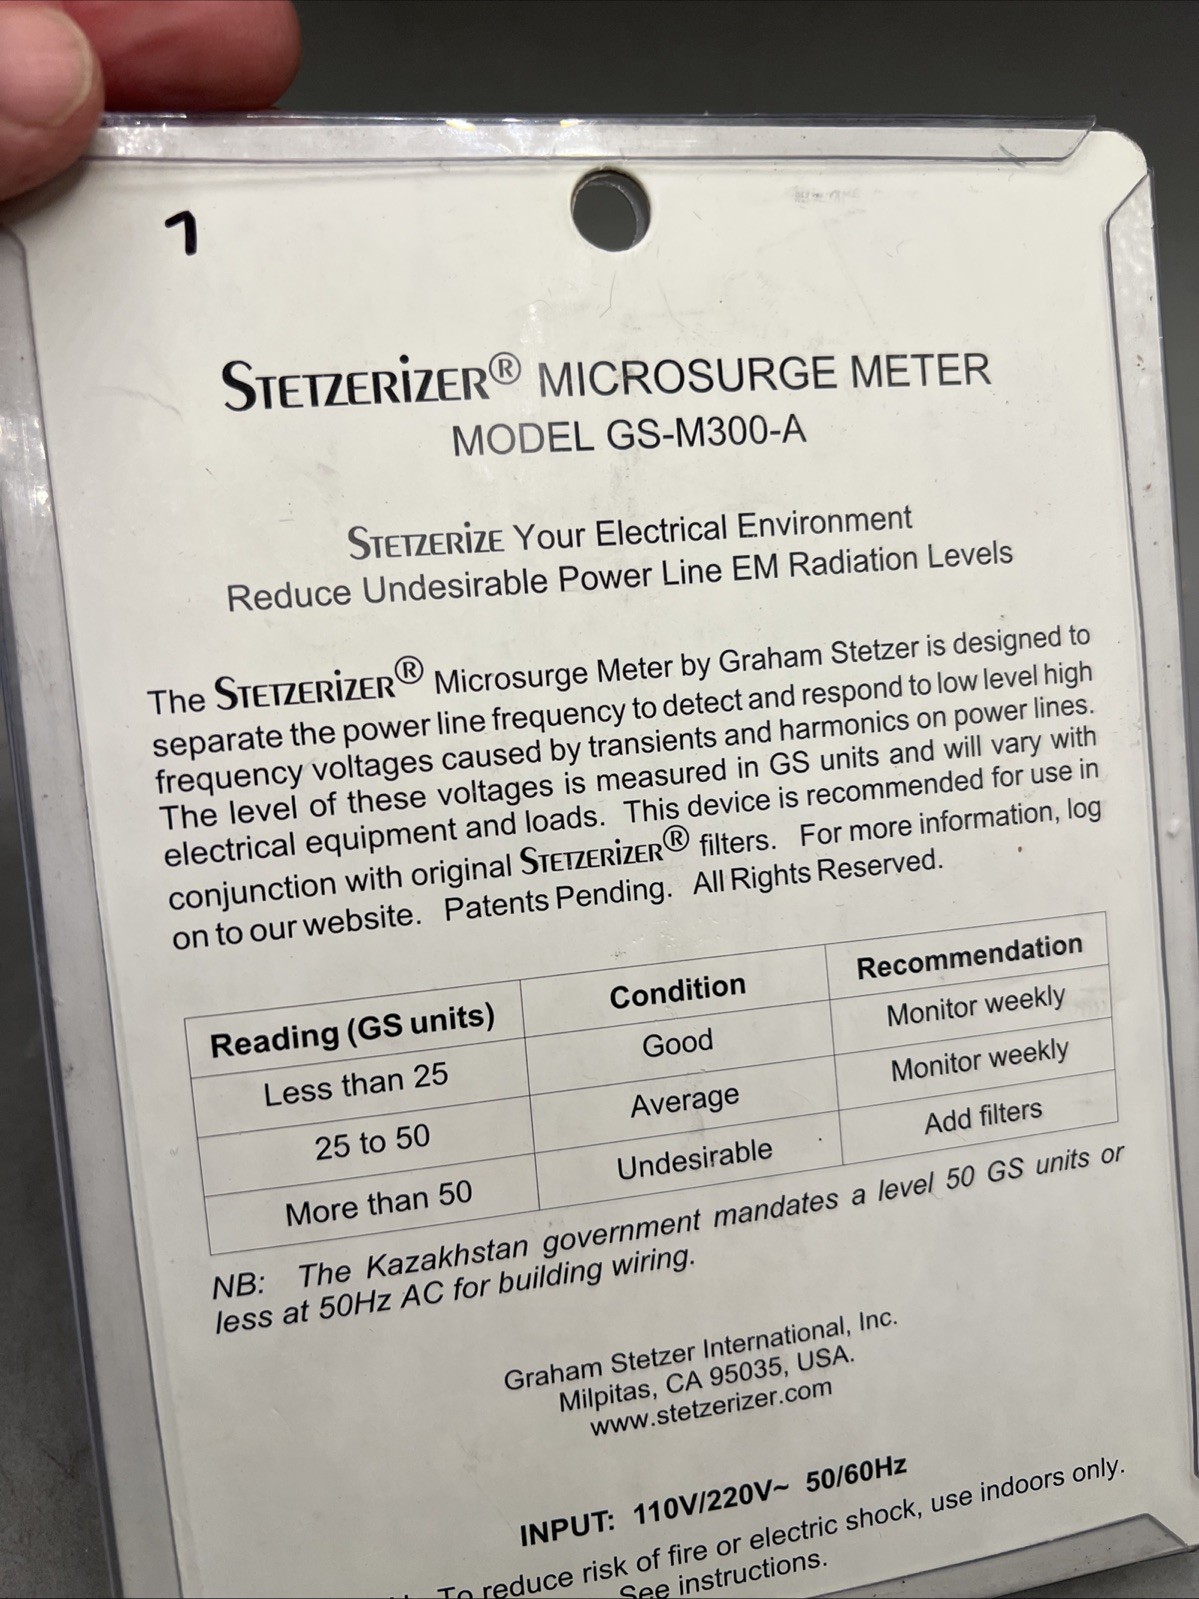 7
STETZERiZER® MICROSURGE METER
MODEL GS-M300-A
STETZERiZE Your Electrical Environment
Reduce Undesirable Power Line EM Radiation Levels
The STETZERiZER® Microsurge Meter by Graham Stetzer is designed to
separate the power line frequency to detect and respond to low level high
frequency voltages caused by transients and harmonics on power lines.
The level of these voltages is measured in GS units and will vary with
electrical equipment and loads. This device is recommended for use in
conjunction with original STETZERiZER® filters. For more information, log
on to our website. Patents Pending. All Rights Reserved.
Reading (GS units) Condition Recommendation
Less than 25 Good Monitor weekly
25 to 50 Average Monitor weekly
More than 50 Undesirable Add filters
NB: The Kazakhstan government mandates a level 50 GS units or
less at 50Hz AC for building wiring.
Graham Stetzer International, Inc.
Milpitas, CA 95035, USA.
www.stetzerizer.com
INPUT: 110V/220V~ 50/60Hz
To reduce risk of fire or electric shock, use indoors only.
See instructions.